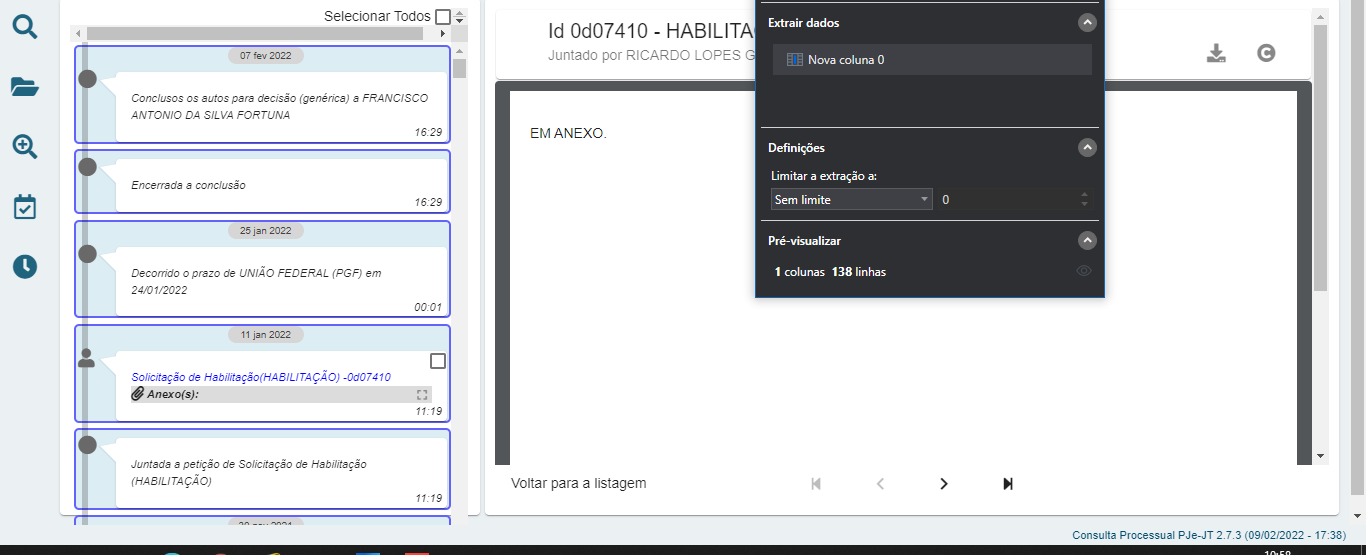 Selecionar Todos
07 fev 2022
Conclusos os autos para decisão (genérica) a FRANCISCO
ANTONIO DA SILVA FORTUNA
16:29
Encerrada a conclusão
16:29
25 jan 2022
Decorrido o prazo de UNIÃO FEDERAL (PGF) em
24/01/2022
00:01
11 jan 2022
Solicitação de Habilitação(HABILITAÇÃO) -0d07410
Anexo(s):
11:19
Juntada a petição de Solicitação de Habilitação
(HABILITAÇÃO)
11:19
Id 0d07410 - HABILITA
Juntado por RICARDO LOPES G
EM ANEXO.
Extrair dados
Nova coluna 0
Definições
Limitar a extração a:
Sem limite 0
Pré-visualizar
1 colunas 138 linhas
Voltar para a listagem
Consulta Processual PJe-JT 2.7.3 (09/02/2022 - 17:38)